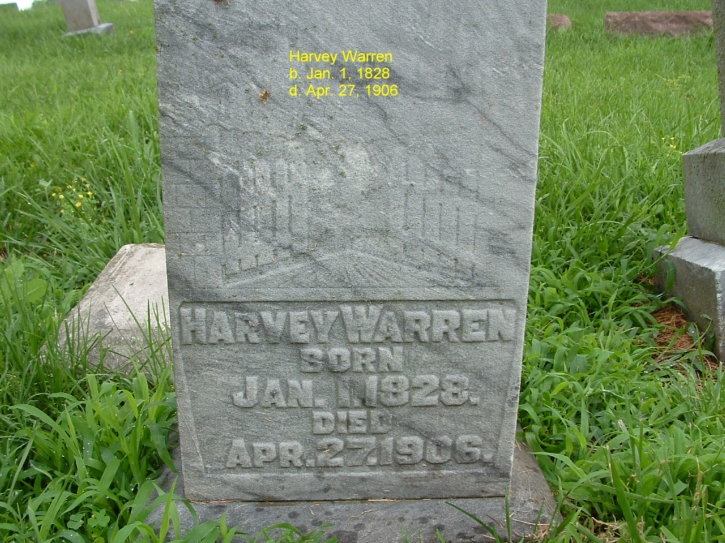 Harvey Warren
b. Jan. 1, 1828
d. Apr. 27, 1906
HARVEY WARREN
BORN
JAN. 1. 1828.
DIED
APR. 27. 1906.